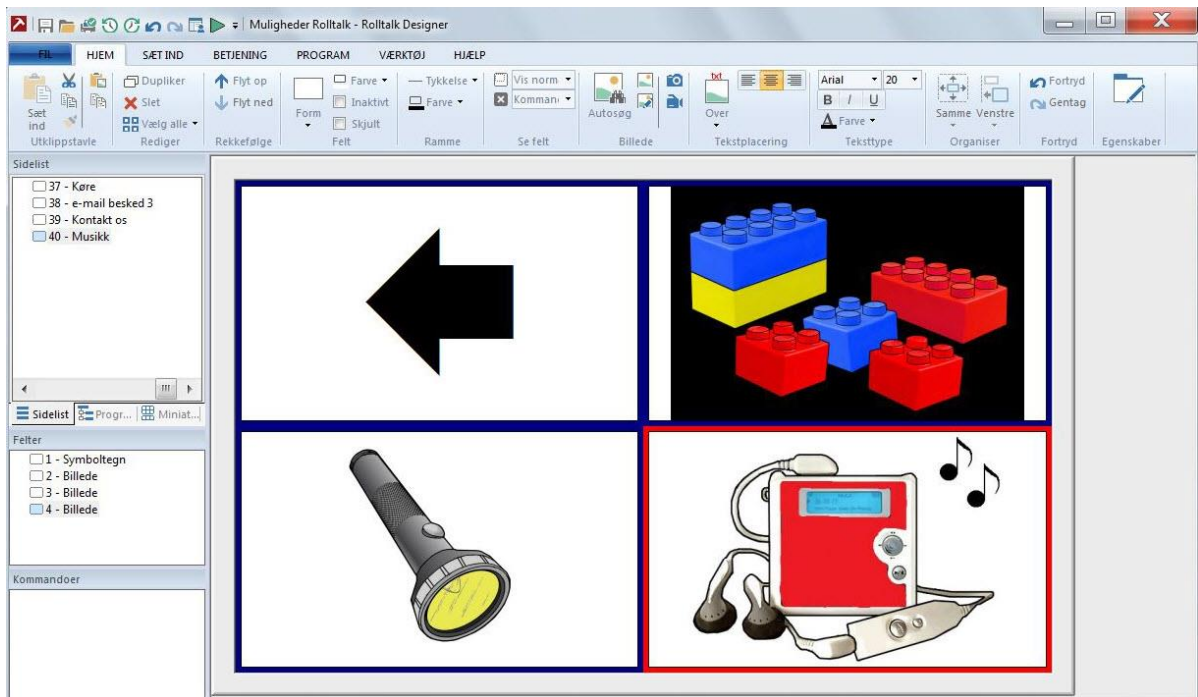 Muligheder Rolltalk - Rolltalk Designer
FIL HJEM SÆT IND BETJENING PROGRAM VÆRKTØJ HJÆLP
Sæt ind
Utklippstavle
Dupliker
Slet
Vælg alle
Rediger
Flyt op
Flyt ned
Rekkefølge
Form
Farve
Inaktivt
Skjult
Felt
Tykkelse
Farve
Ramme
Vis norm
Komman
Se felt
Autosøg
Billede
txt
Over
Tekstplacering
Arial 20
B I U
A Farve
Teksttype
Samme Venstre
Organiser
Fortryd
Gentag
Fortryd
Egenskaber
Sidelist
37 - Køre
38 - e-mail besked 3
39 - Kontakt os
40 - Musikk
Sidelist Progr... Miniat...
Felter
1 - Symboltegn
2 - Billede
3 - Billede
4 - Billede
Kommandoer